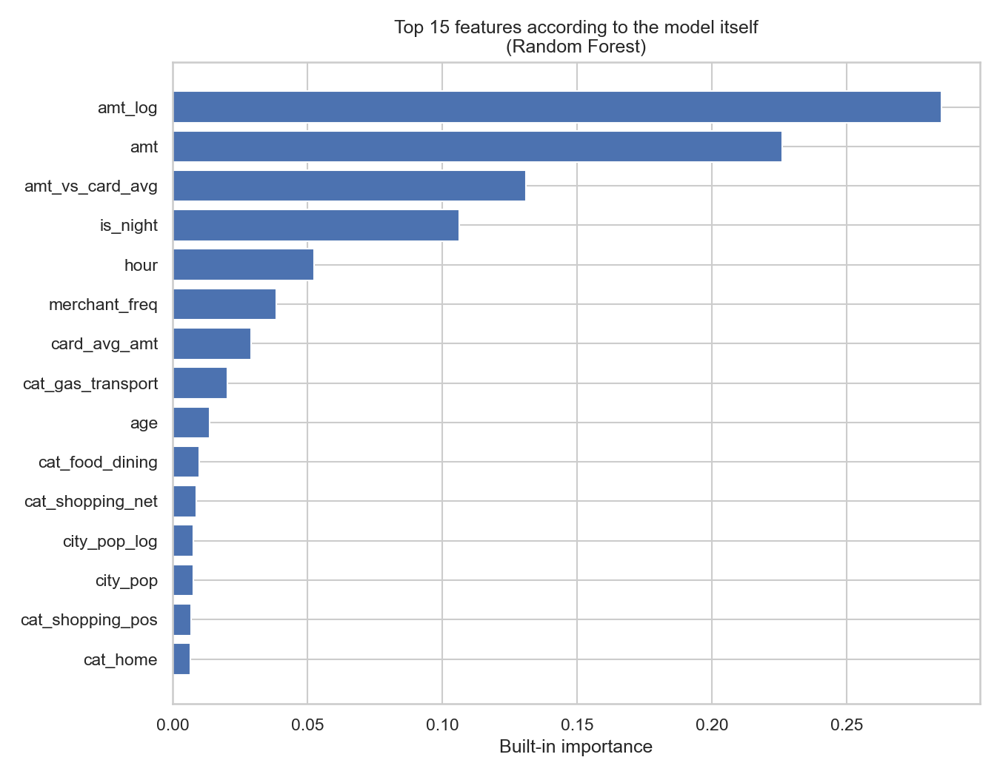 Top 15 features according to the model itself
(Random Forest)
amt_log
amt
amt_vs_card_avg
is_night
hour
merchant_freq
card_avg_amt
cat_gas_transport
age
cat_food_dining
cat_shopping_net
city_pop_log
city_pop
cat_shopping_pos
cat_home
0.00 0.05 0.10 0.15 0.20 0.25
Built-in importance